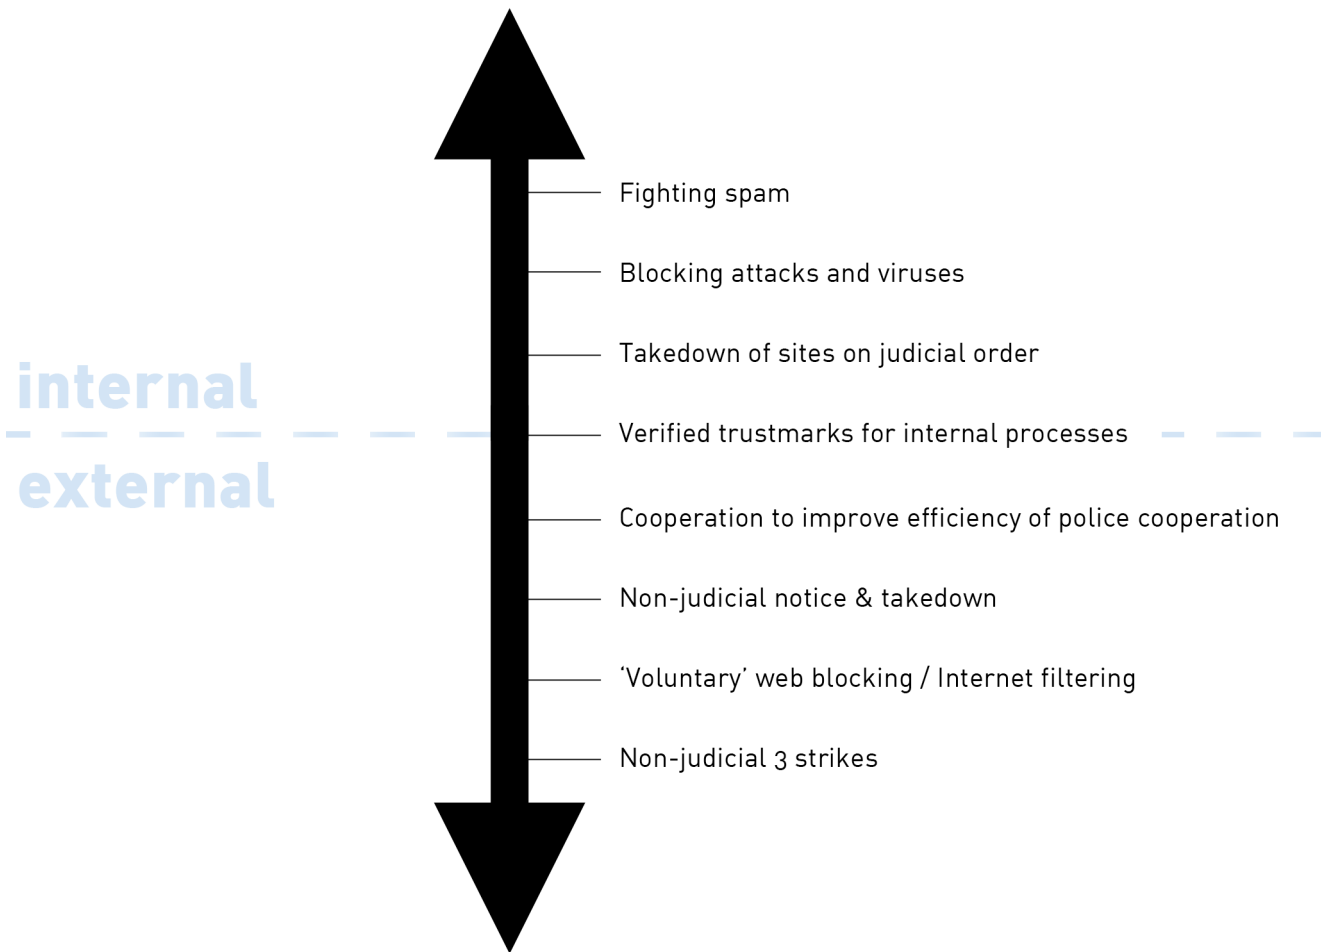 Fighting spam
Blocking attacks and viruses
Takedown of sites on judicial order
internal
Verified trustmarks for internal processes
external
Cooperation to improve efficiency of police cooperation
Non-judicial notice & takedown
‘Voluntary’ web blocking / Internet filtering
Non-judicial 3 strikes